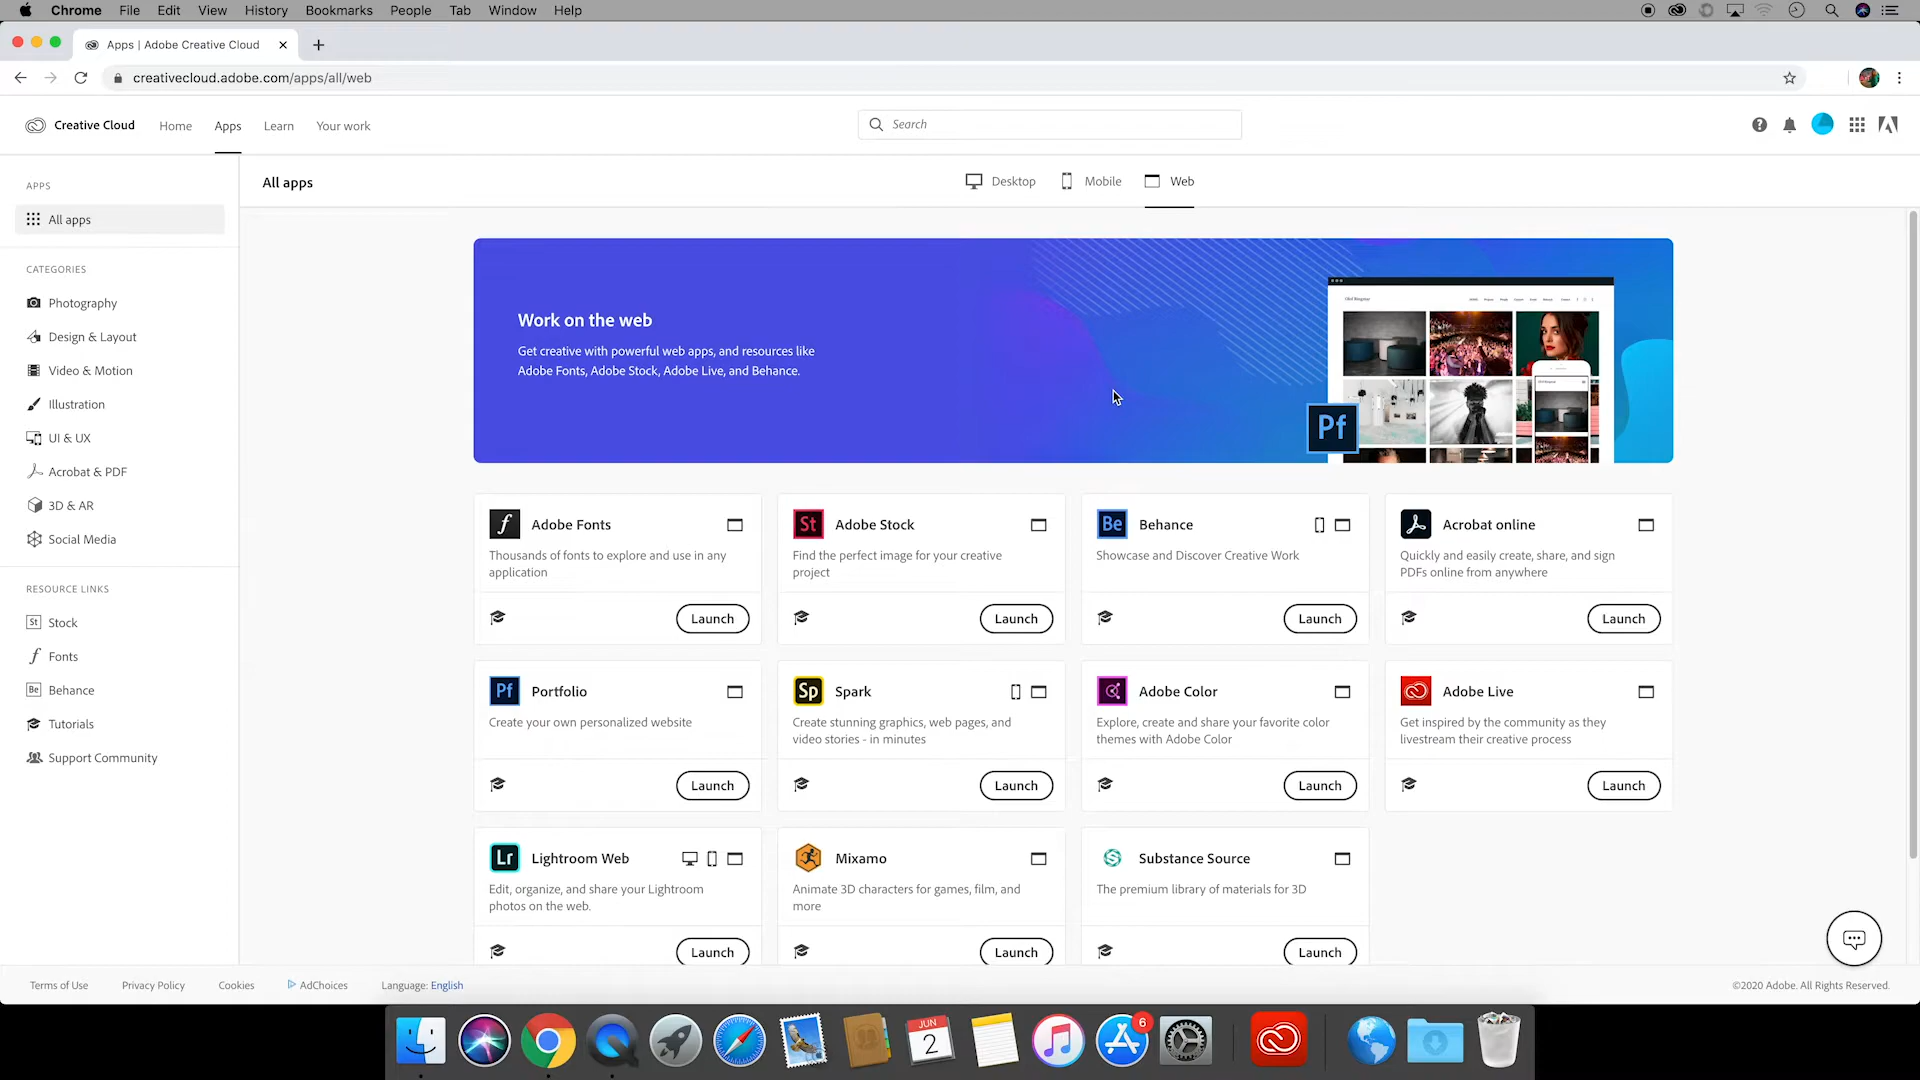 Chrome File Edit View History Bookmarks People Tab Window Help
Apps | Adobe Creative Cloud
creativecloud.adobe.com/apps/all/web
Creative Cloud Home Apps Learn Your work
Search
APPS
All apps
CATEGORIES
Photography
Design & Layout
Video & Motion
Illustration
UI & UX
Acrobat & PDF
3D & AR
Social Media
RESOURCE LINKS
St Stock
Fonts
Be Behance
Tutorials
Support Community
All apps
Desktop Mobile Web
Work on the web
Get creative with powerful web apps, and resources like
Adobe Fonts, Adobe Stock, Adobe Live, and Behance.
Pf
Adobe Fonts
Thousands of fonts to explore and use in any
application
Launch
St Adobe Stock
Find the perfect image for your creative
project
Launch
Be Behance
Showcase and Discover Creative Work
Launch
Acrobat online
Quickly and easily create, share, and sign
PDFs online from anywhere
Launch
Pf Portfolio
Create your own personalized website
Launch
Sp Spark
Create stunning graphics, web pages, and
video stories - in minutes
Launch
Adobe Color
Explore, create and share your favorite color
themes with Adobe Color
Launch
Adobe Live
Get inspired by the community as they
livestream their creative process
Launch
Lr Lightroom Web
Edit, organize, and share your Lightroom
photos on the web.
Launch
Mixamo
Animate 3D characters for games, film, and
more
Launch
Substance Source
The premium library of materials for 3D
Launch
Terms of Use Privacy Policy Cookies AdChoices Language: English
©2020 Adobe. All Rights Reserved.
JUN
2
6